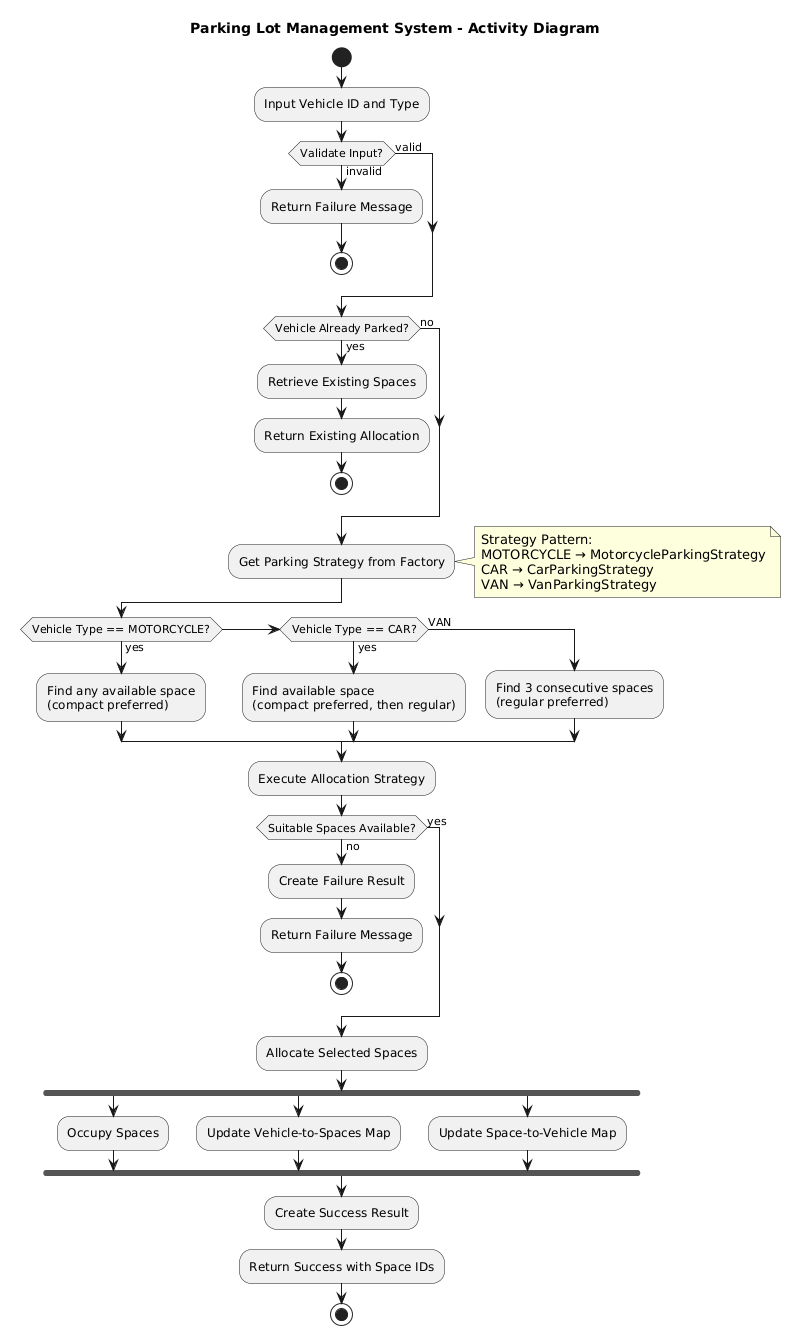 Parking Lot Management System - Activity Diagram
Input Vehicle ID and Type
Validate Input?
valid
invalid
Return Failure Message
Vehicle Already Parked?
no
yes
Retrieve Existing Spaces
Return Existing Allocation
Get Parking Strategy from Factory
Strategy Pattern:
MOTORCYCLE → MotorcycleParkingStrategy
CAR → CarParkingStrategy
VAN → VanParkingStrategy
Vehicle Type == MOTORCYCLE?
yes
Vehicle Type == CAR?
yes
VAN
Find any available space
(compact preferred)
Find available space
(compact preferred, then regular)
Find 3 consecutive spaces
(regular preferred)
Execute Allocation Strategy
Suitable Spaces Available?
yes
no
Create Failure Result
Return Failure Message
Allocate Selected Spaces
Occupy Spaces
Update Vehicle-to-Spaces Map
Update Space-to-Vehicle Map
Create Success Result
Return Success with Space IDs